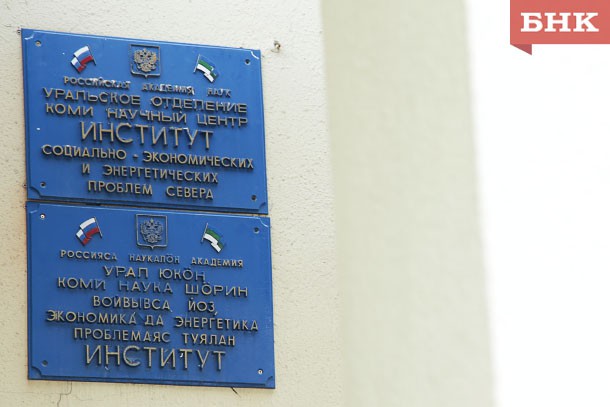 БНК
РОССИЙСКАЯ АКАДЕМИЯ НАУК
УРАЛЬСКОЕ ОТДЕЛЕНИЕ
КОМИ НАУЧНЫЙ ЦЕНТР
ИНСТИТУТ
СОЦИАЛЬНО - ЭКОНОМИЧЕСКИХ
И ЭНЕРГЕТИЧЕСКИХ
ПРОБЛЕМ СЕВЕРА
РОССИЯСА НАУКАЛӦН АКАДЕМИЯ
УРАЛ ЮКӦН
КОМИ НАУКА ШӦРИН
ВОЙВЫВСА ЙӦЗ,
ЭКОНОМИКА ДА ЭНЕРГЕТИКА
ПРОБЛЕМАЯС ТУЯЛАН
ИНСТИТУТ